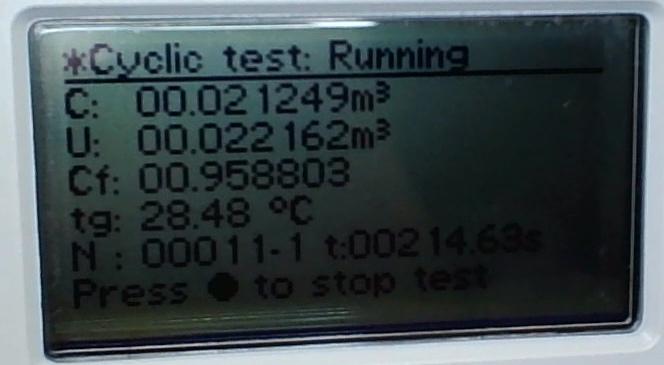 *Cyclic test: Running
C: 00.021249m³
U: 00.022162m³
Cf: 00.958803
tg: 28.48 ºC
N : 00011-1 t:00214.63s
Press ● to stop test